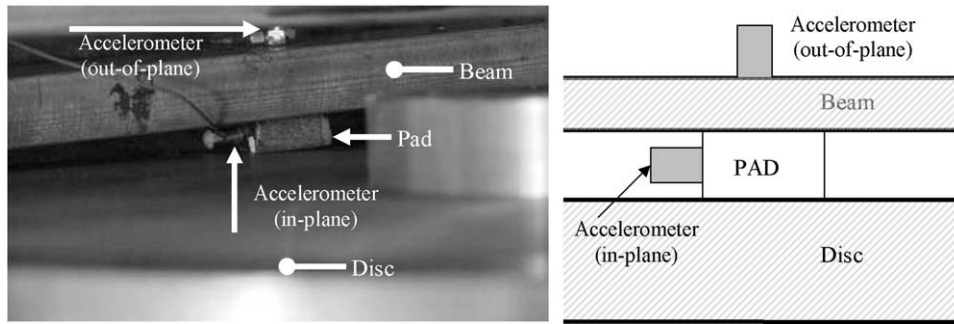 Accelerometer
(out-of-plane)
Beam
Pad
Accelerometer
(in-plane)
Disc
Accelerometer
(out-of-plane)
Beam
PAD
Accelerometer
(in-plane)
Disc